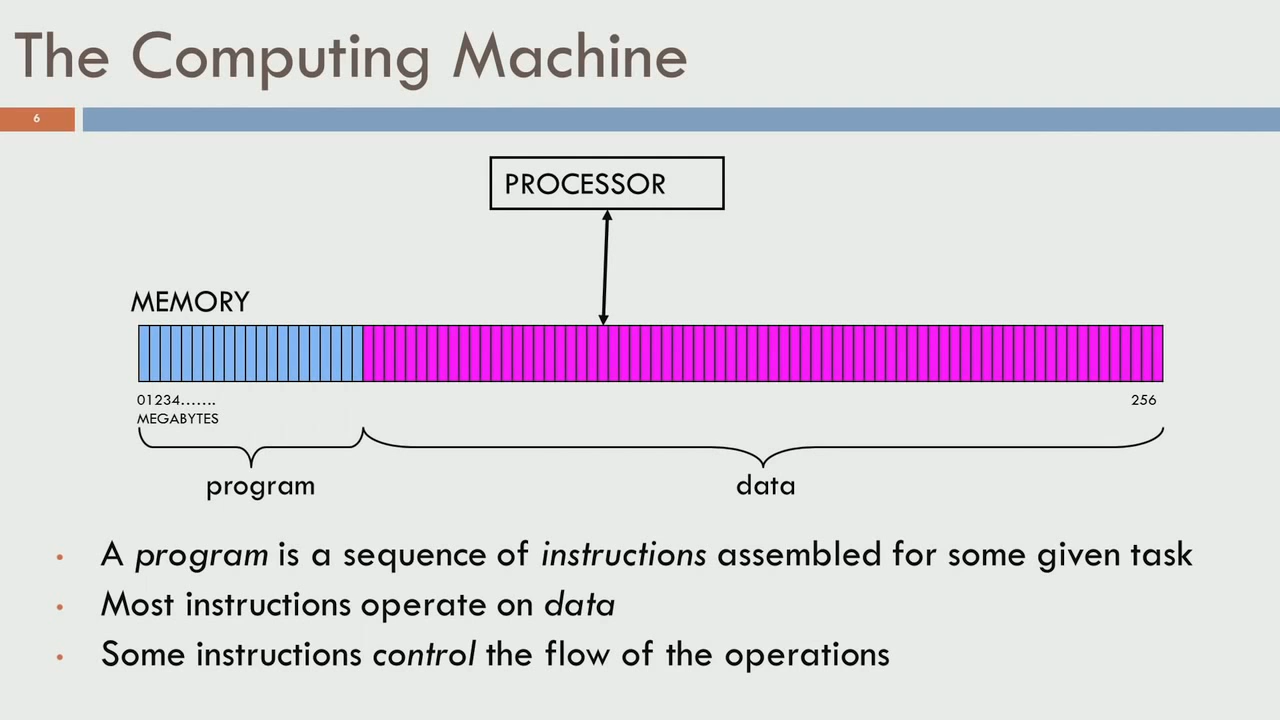 The Computing Machine
6
PROCESSOR
MEMORY
01234.......
256
MEGABYTES
program
data
• A program is a sequence of instructions assembled for some given task
• Most instructions operate on data
• Some instructions control the flow of the operations